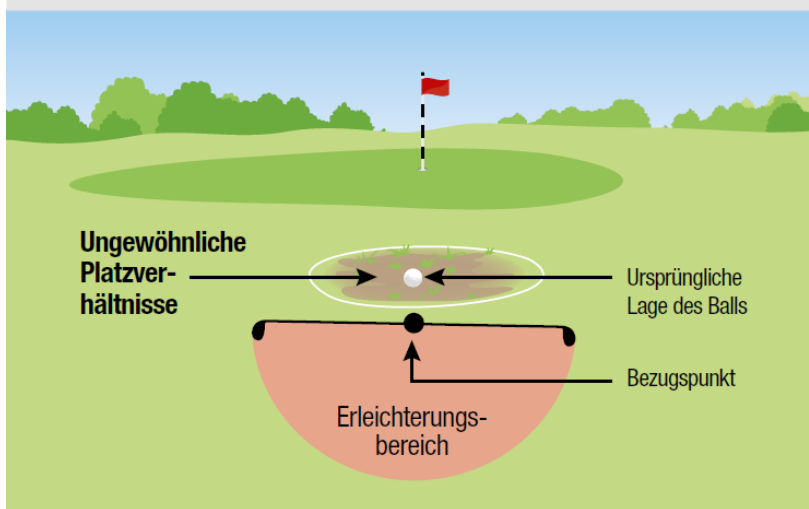 Ungewöhnliche
Platzver-
hältnisse
Ursprüngliche
Lage des Balls
Bezugspunkt
Erleichterungs-
bereich